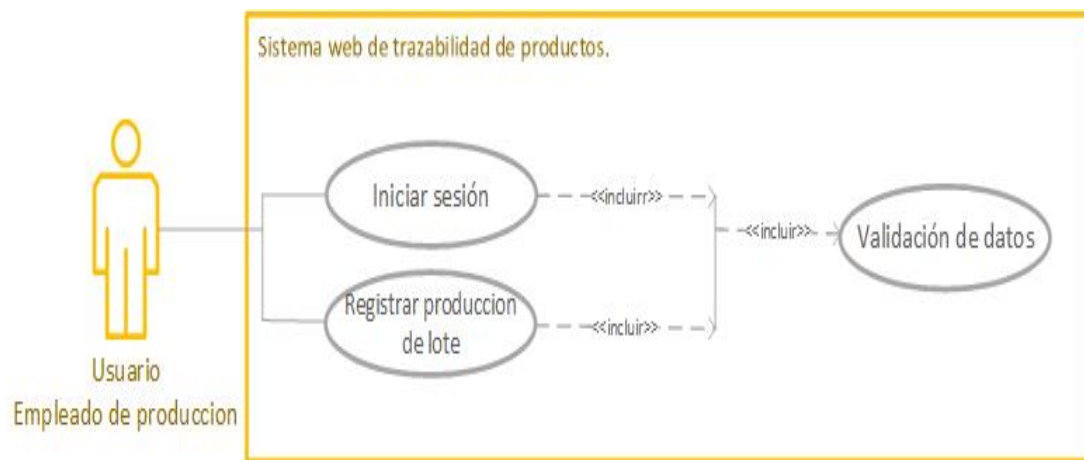 Sistema web de trazabilidad de productos.
Iniciar sesión
<<incluirr>>
<<incluir>>
Validación de datos
Registrar produccion
de lote
<<incluir>>
Usuario
Empleado de produccion